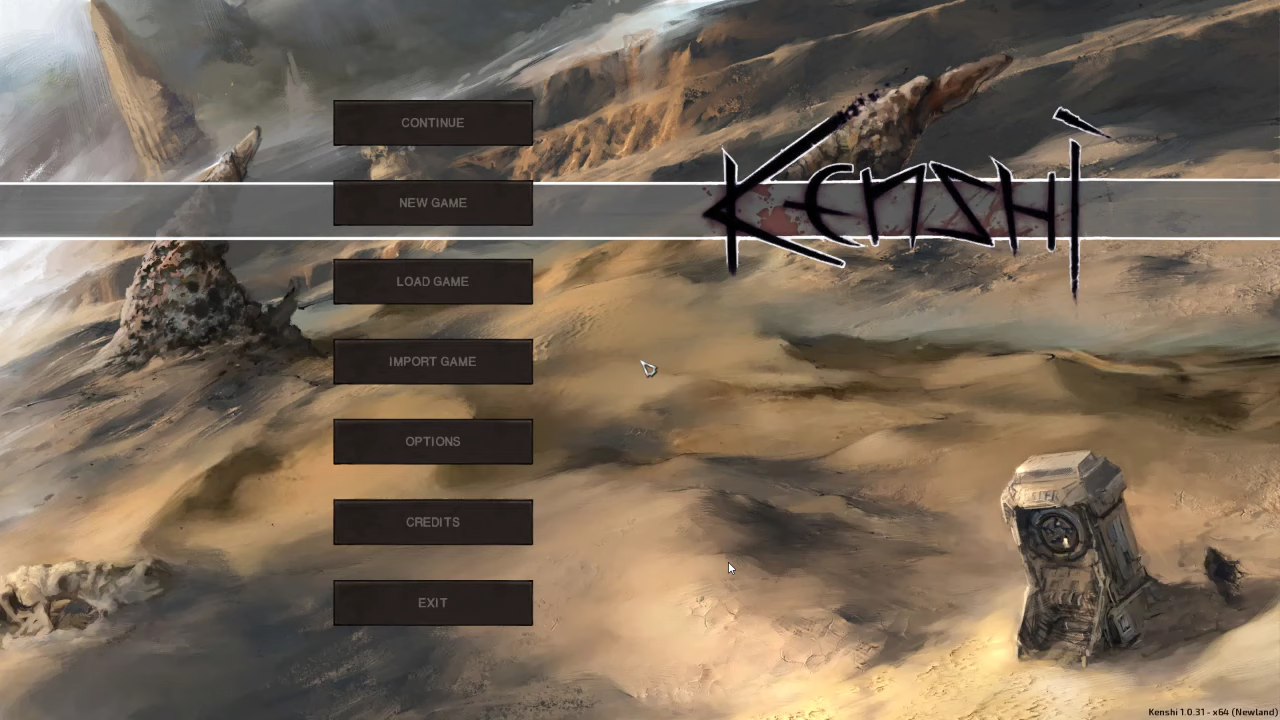 CONTINUE
NEW GAME
KENSHI
LOAD GAME
IMPORT GAME
OPTIONS
CREDITS
EXIT
Kenshi 1.0.31 - x64 (Newland)